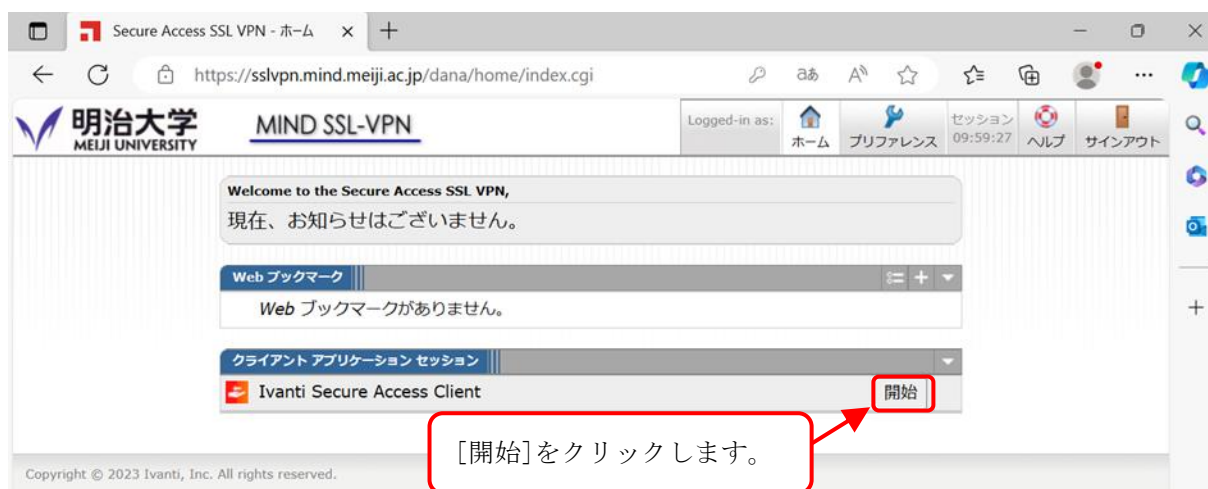 Secure Access SSL VPN - ホーム
https://sslvpn.mind.meiji.ac.jp/dana/home/index.cgi
明治大学
MEIJI UNIVERSITY
MIND SSL-VPN
Logged-in as:
ホーム
プリファレンス
セッション
09:59:27
ヘルプ
サインアウト
Welcome to the Secure Access SSL VPN,
現在、お知らせはございません。
Web ブックマーク
Web ブックマークがありません。
クライアント アプリケーション セッション
Ivanti Secure Access Client
開始
[開始]をクリックします。
Copyright © 2023 Ivanti, Inc. All rights reserved.